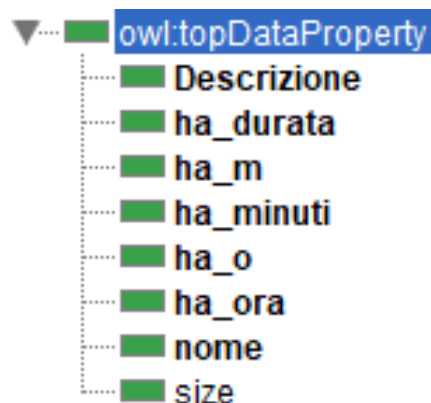 owl:topDataProperty
Descrizione
ha_durata
ha_m
ha_minuti
ha_o
ha_ora
nome
size